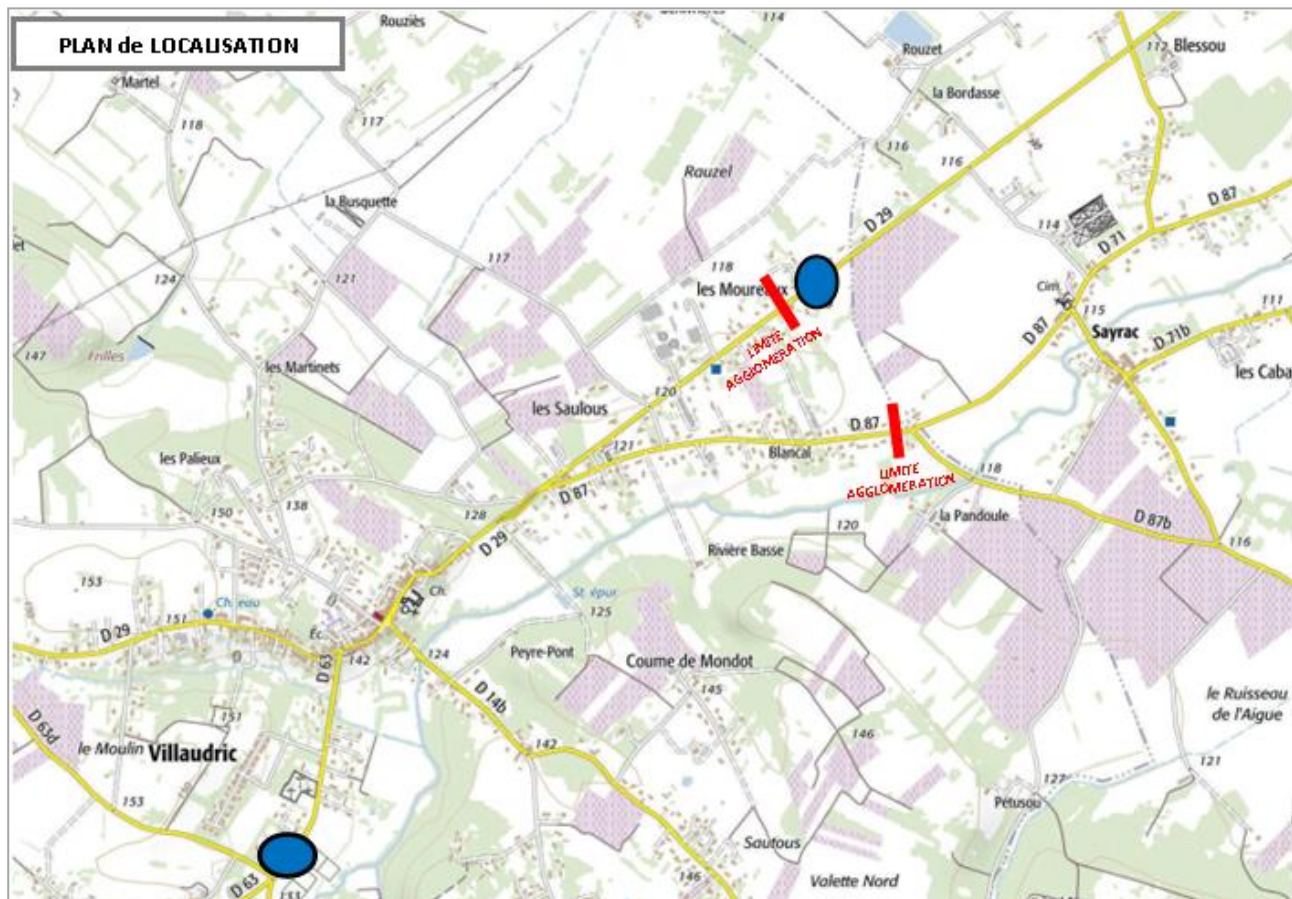 PLAN de LOCALISATION
Rouziès
114
Rouzet
112
Blessou
Martel
la Bordasse
118
117
116
116
Rauzel
la Busquette
D 29
114
D 71
D 87
117
121
118
les Moureaux
124
Cim.
115
111
LIMITE
AGGLOMERATION
D 87
Sayrac
D 71b
147
Frilles
les Martinets
les Caba
120
les Saulous
121
D 87
Blancal
les Palieux
D 87
LIMITE
AGGLOMERATION
118
138
150
128
la Pandoule
D 87b
D 29
120
116
Rivière Basse
153
Ch.
St épur
125
151
D 29
Éc.
142
D 63
124
Peyre-Pont
Coume de Mondot
D 14b
145
le Ruisseau
de l'Aigue
151
D 63d
le Moulin
Villaudric
142
146
121
127
153
Pétusou
Sautous
D 63
133
146
Valette Nord